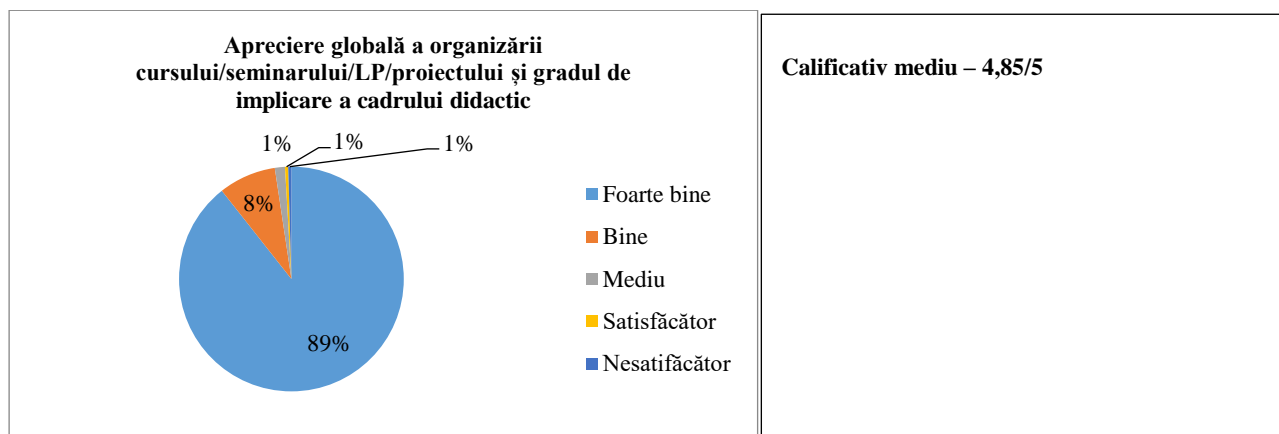 Apreciere globală a organizării
cursului/seminarului/LP/proiectului și gradul de
implicare a cadrului didactic
1%
1%
1%
8%
89%
Foarte bine
Bine
Mediu
Satisfăcător
Nesatifăcător
Calificativ mediu – 4,85/5